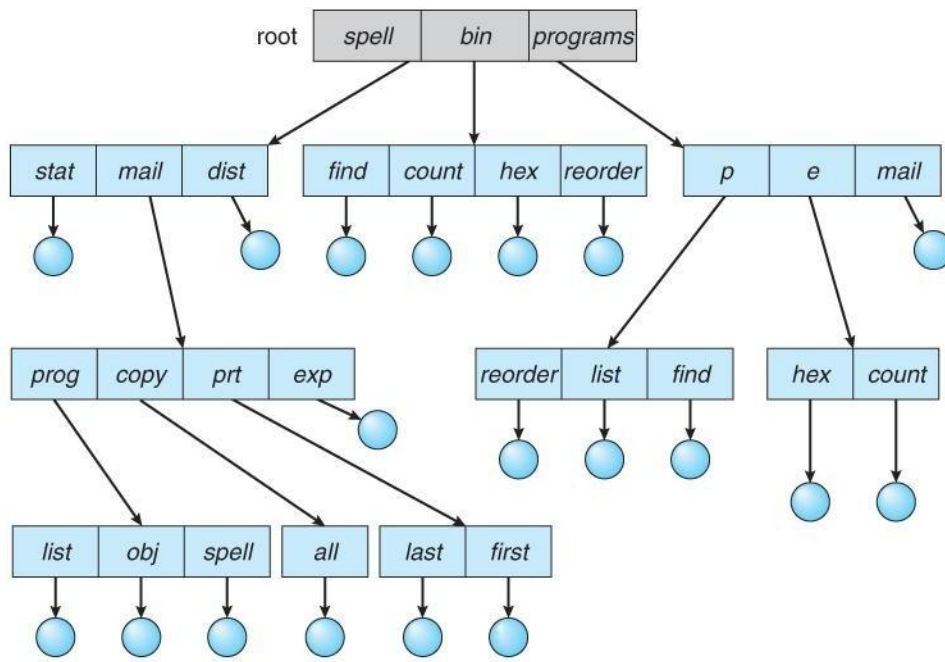 root spell bin programs
stat mail dist find count hex reorder p e mail
prog copy prt exp reorder list find hex count
list obj spell all last first